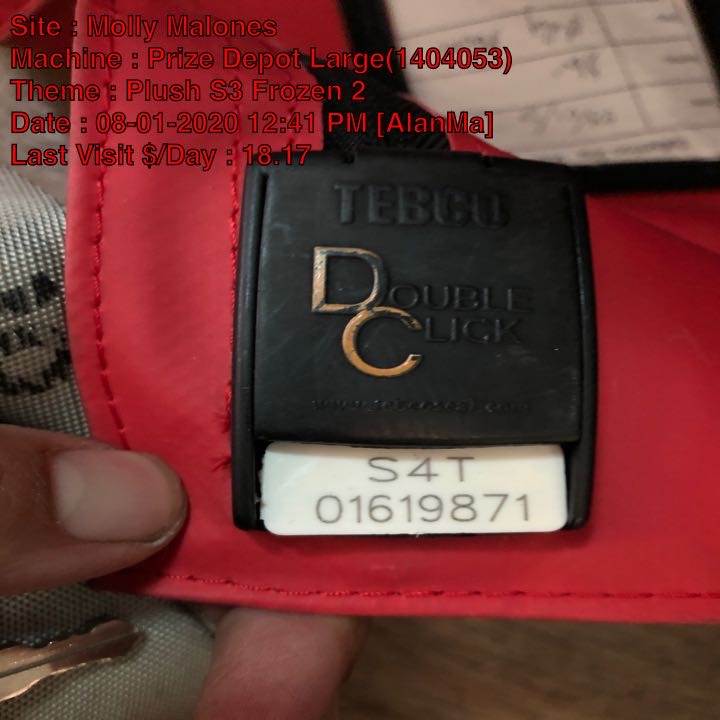 Site : Molly Malones
Machine : Prize Depot Large(1404053)
Theme : Plush S3 Frozen 2
Date : 08-01-2020 12:41 PM [AlanMa]
Last Visit $/Day : 18.17
TEBCO
DOUBLE
CLICK
S4T
01619871